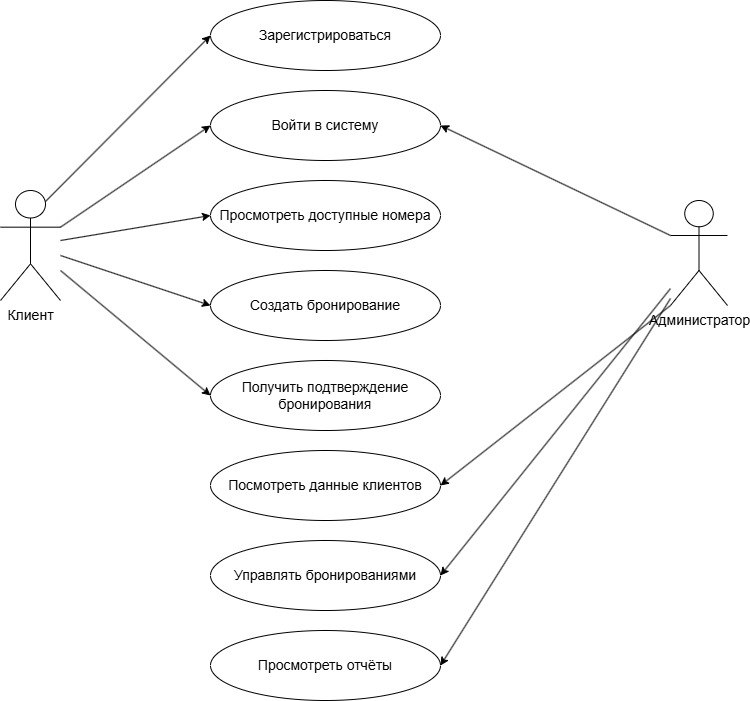 Зарегистрироваться
Войти в систему
Просмотреть доступные номера
Создать бронирование
Клиент
Администратор
Получить подтверждение
бронирования
Посмотреть данные клиентов
Управлять бронированиями
Просмотреть отчёты